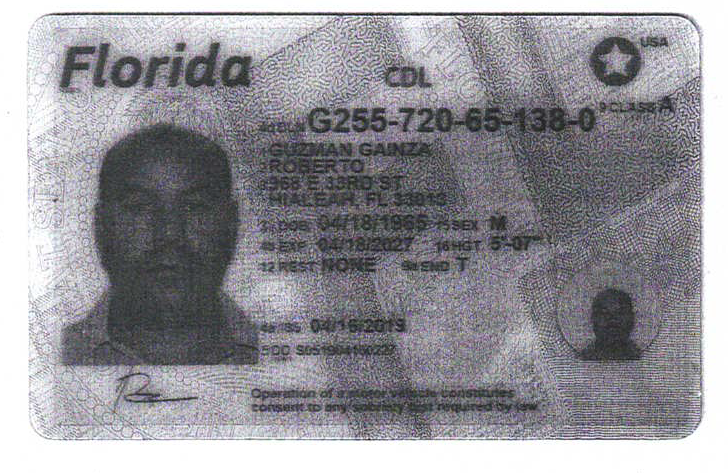 Florida
CDL
USA
9 CLASS A
4d DLN G255-720-65-138-0
1 GUZMAN GAINZA
2 ROBERTO
E 33RD ST
HIALEAH, FL
3 DOB 04/18/1965 15 SEX M
4b EXP 04/18/2027 16 HGT 5'-07"
12 REST NONE 9a END T
4a ISS 04/16/2019
5 DD
Operation of a motor vehicle constitutes
consent to any sobriety test required by law